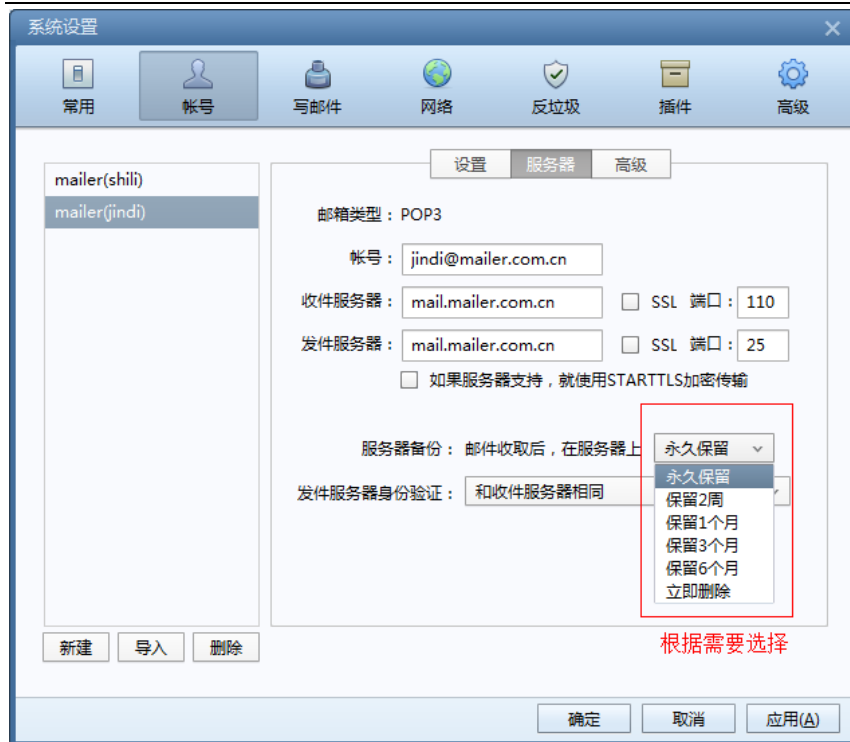 系统设置
常用 帐号 写邮件 网络 反垃圾 插件 高级
设置 服务器 高级
mailer(shili)
mailer(jindi)
邮箱类型：POP3
帐号： jindi@mailer.com.cn
收件服务器： mail.mailer.com.cn SSL 端口： 110
发件服务器： mail.mailer.com.cn SSL 端口： 25
如果服务器支持，就使用STARTTLS加密传输
服务器备份： 邮件收取后，在服务器上 永久保留
永久保留
发件服务器身份验证： 和收件服务器相同
保留2周
保留1个月
保留3个月
保留6个月
立即删除
根据需要选择
新建 导入 删除
确定 取消 应用(A)